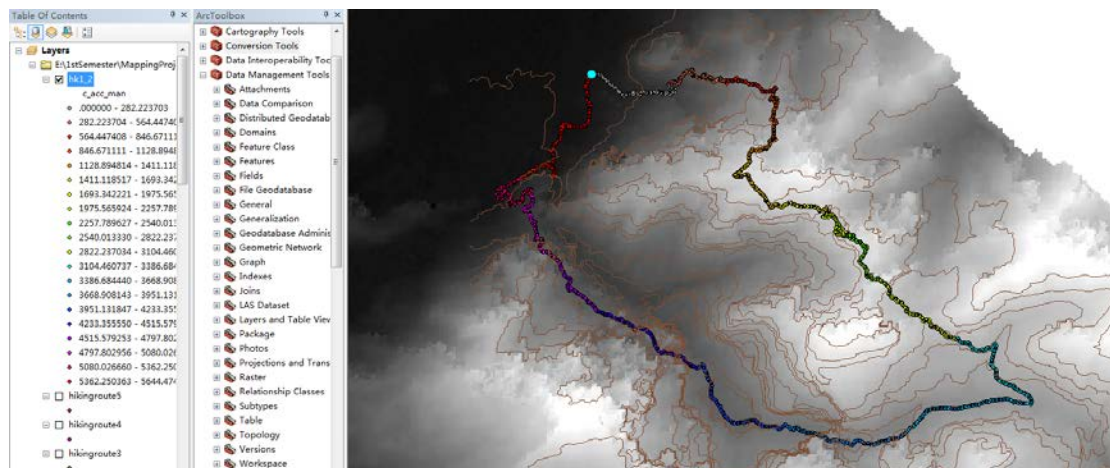 Table Of Contents
Layers
E:\1stSemester\MappingProj
hk1_2
c_acc_man
.000000 - 282.223703
282.223704 - 564.44740
564.447408 - 846.67111
846.671111 - 1128.8948
1128.894814 - 1411.118
1411.118517 - 1693.342
1693.342221 - 1975.565
1975.565924 - 2257.789
2257.789627 - 2540.013
2540.013330 - 2822.237
2822.237034 - 3104.460
3104.460737 - 3386.684
3386.684440 - 3668.908
3668.908143 - 3951.131
3951.131847 - 4233.355
4233.355550 - 4515.579
4515.579253 - 4797.802
4797.802956 - 5080.026
5080.026660 - 5362.250
5362.250363 - 5644.474
hikingroute5
hikingroute4
hikingroute3
ArcToolbox
Cartography Tools
Conversion Tools
Data Interoperability Too
Data Management Tools
Attachments
Data Comparison
Distributed Geodatab
Domains
Feature Class
Features
Fields
File Geodatabase
General
Generalization
Geodatabase Adminis
Geometric Network
Graph
Indexes
Joins
LAS Dataset
Layers and Table View
Package
Photos
Projections and Trans
Raster
Relationship Classes
Subtypes
Table
Topology
Versions
Workspace